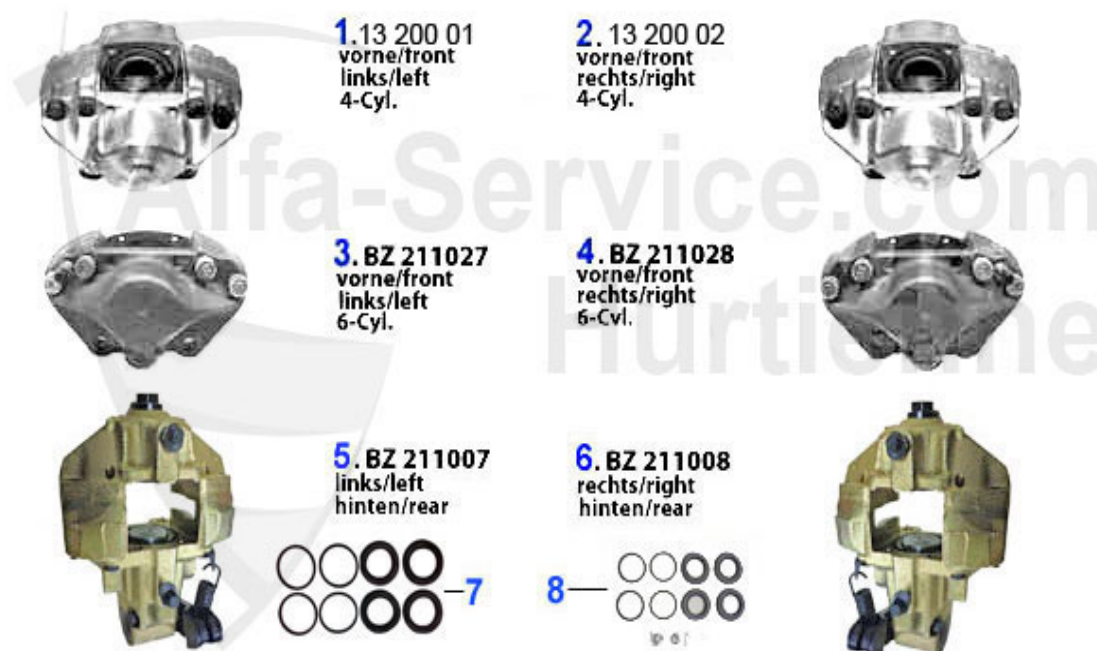 1. 13 200 01
vorne/front
links/left
4-Cyl.
2. 13 200 02
vorne/front
rechts/right
4-Cyl.
Alfa-Service.com
3. BZ 211027
vorne/front
links/left
6-Cyl.
4. BZ 211028
vorne/front
rechts/right
6-Cyl.
Hürtienne
5. BZ 211007
links/left
hinten/rear
6. BZ 211008
rechts/right
hinten/rear
7
8